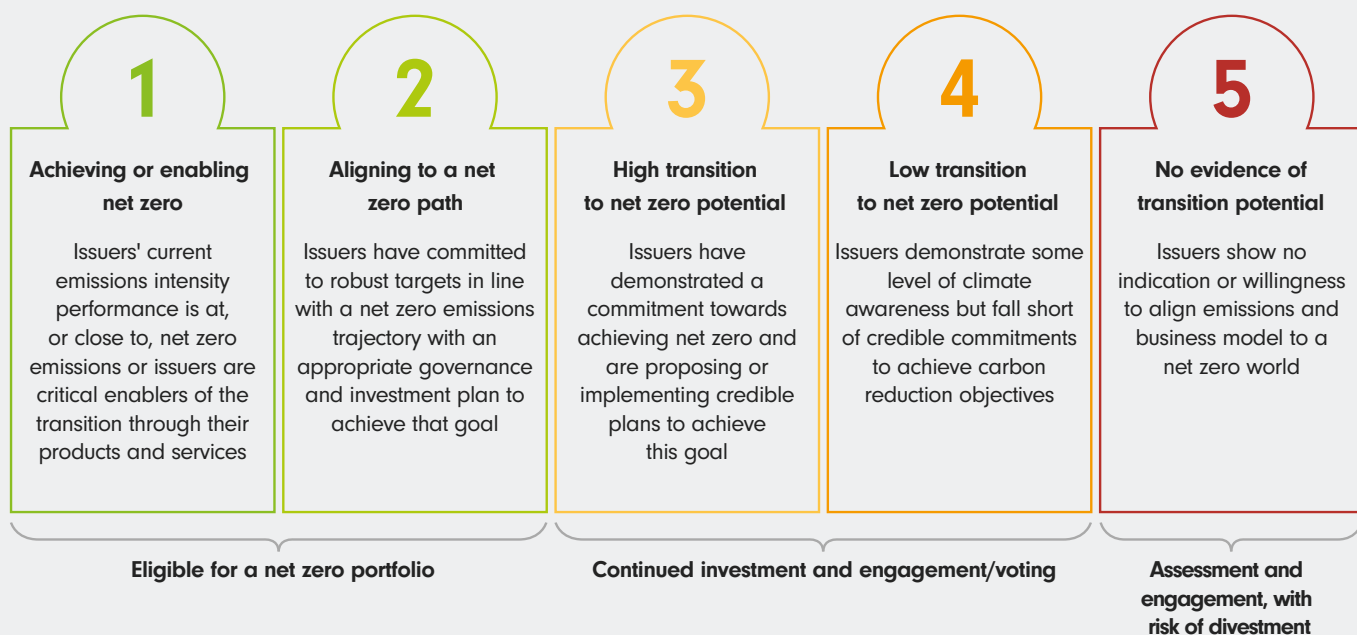 1
Achieving or enabling
net zero
Issuers' current
emissions intensity
performance is at,
or close to, net zero
emissions or issuers are
critical enablers of the
transition through their
products and services
2
Aligning to a net
zero path
Issuers have committed
to robust targets in line
with a net zero emissions
trajectory with an
appropriate governance
and investment plan to
achieve that goal
3
High transition
to net zero potential
Issuers have
demonstrated a
commitment towards
achieving net zero and
are proposing or
implementing credible
plans to achieve
this goal
4
Low transition
to net zero potential
Issuers demonstrate some
level of climate
awareness but fall short
of credible commitments
to achieve carbon
reduction objectives
5
No evidence of
transition potential
Issuers show no
indication or willingness
to align emissions and
business model to a
net zero world
Eligible for a net zero portfolio
Continued investment and engagement/voting
Assessment and
engagement, with
risk of divestment